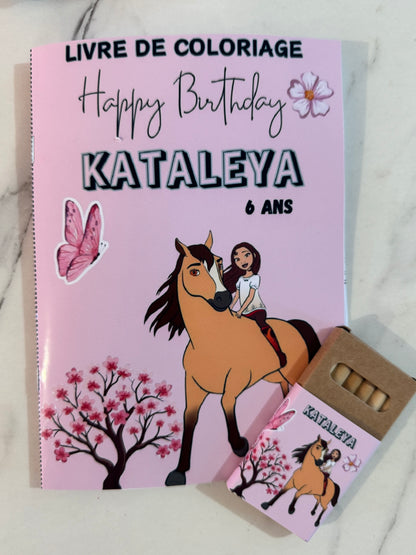 LIVRE DE COLORIAGE
Happy Birthday
KATALEYA
6 ANS
KATALEYA